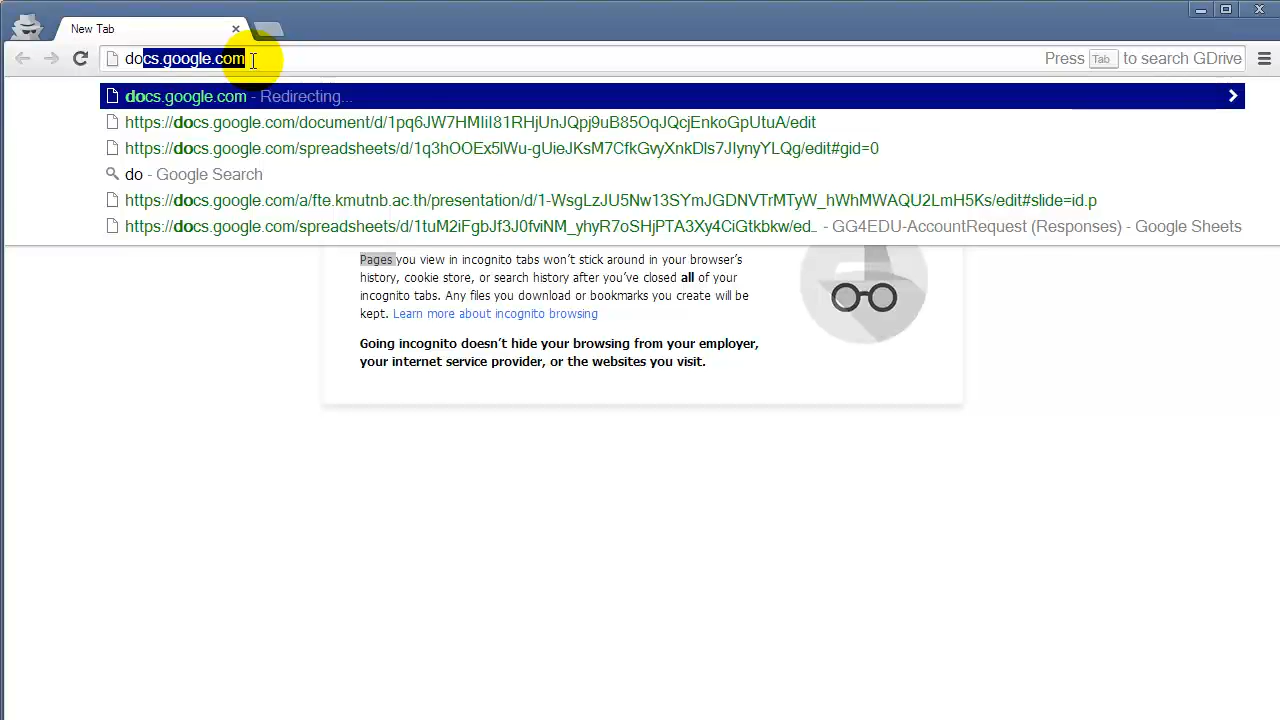 New Tab
docs.google.com
Press Tab to search GDrive
docs.google.com - Redirecting...
https://docs.google.com/document/d/1pq6JW7HMIiI81RHjUnJQpj9uB85OqJQcjEnkoGpUtuA/edit
https://docs.google.com/spreadsheets/d/1q3hOOEx5lWu-gUieJKsM7CfkGvyXnkDls7JIynyYLQg/edit#gid=0
do - Google Search
https://docs.google.com/a/fte.kmutnb.ac.th/presentation/d/1-WsgLzJU5Nw13SYmJGDNVTrMTyW_hWhMWAQU2LmH5Ks/edit#slide=id.p
https://docs.google.com/spreadsheets/d/1tuM2iFgbJf3J0fviNM_yhyR7oSHjPTA3Xy4CiGtkbkw/ed... - GG4EDU-AccountRequest (Responses) - Google Sheets
Pages you view in incognito tabs won't stick around in your browser's
history, cookie store, or search history after you've closed all of your
incognito tabs. Any files you download or bookmarks you create will be
kept. Learn more about incognito browsing
Going incognito doesn't hide your browsing from your employer,
your internet service provider, or the websites you visit.